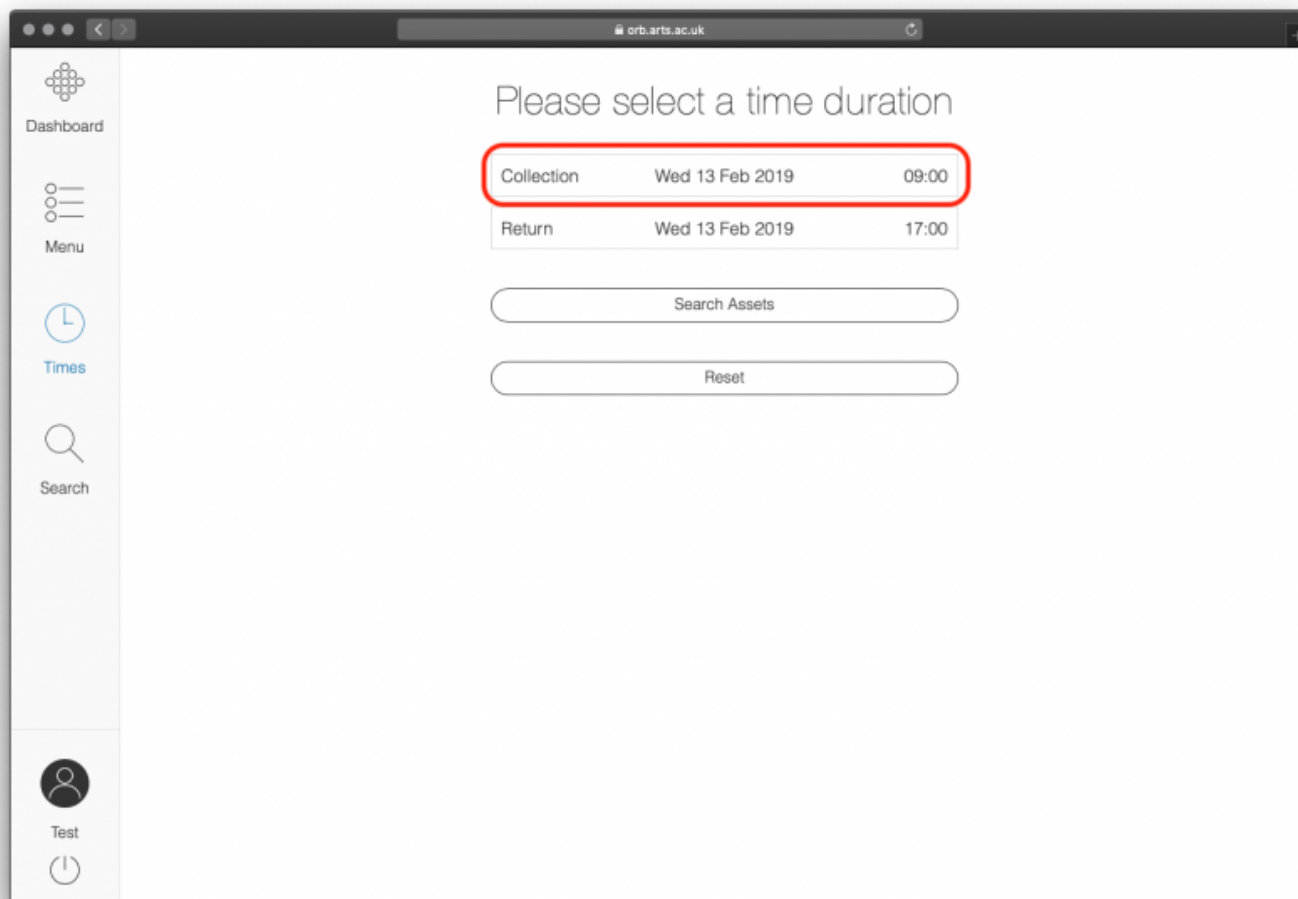 orb.arts.ac.uk
Dashboard
Menu
Times
Search
Test
Please select a time duration
Collection Wed 13 Feb 2019 09:00
Return Wed 13 Feb 2019 17:00
Search Assets
Reset